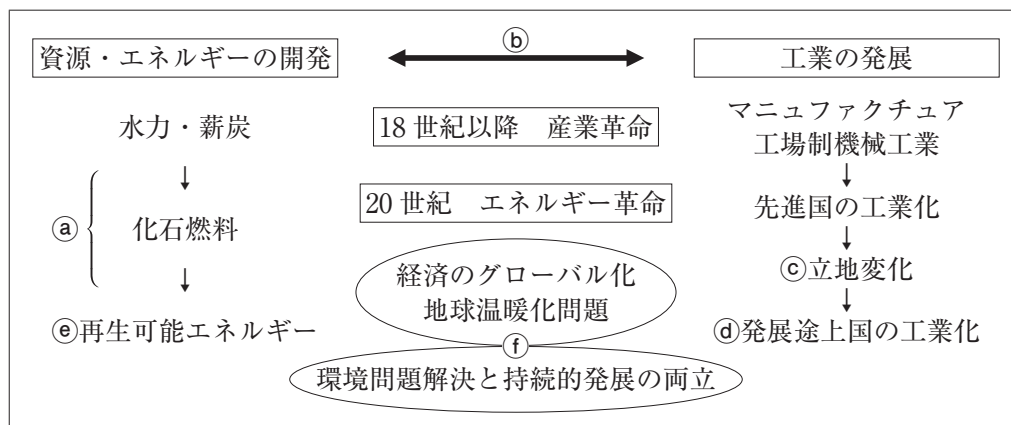 資源・エネルギーの開発
ⓑ
工業の発展
水力・薪炭
18世紀以降 産業革命
マニュファクチュア
工場制機械工業
↓
↓
20世紀 エネルギー革命
先進国の工業化
ⓐ
化石燃料
↓
経済のグローバル化
地球温暖化問題
ⓒ立地変化
↓
↓
ⓔ再生可能エネルギー
ⓓ発展途上国の工業化
ⓕ
環境問題解決と持続的発展の両立